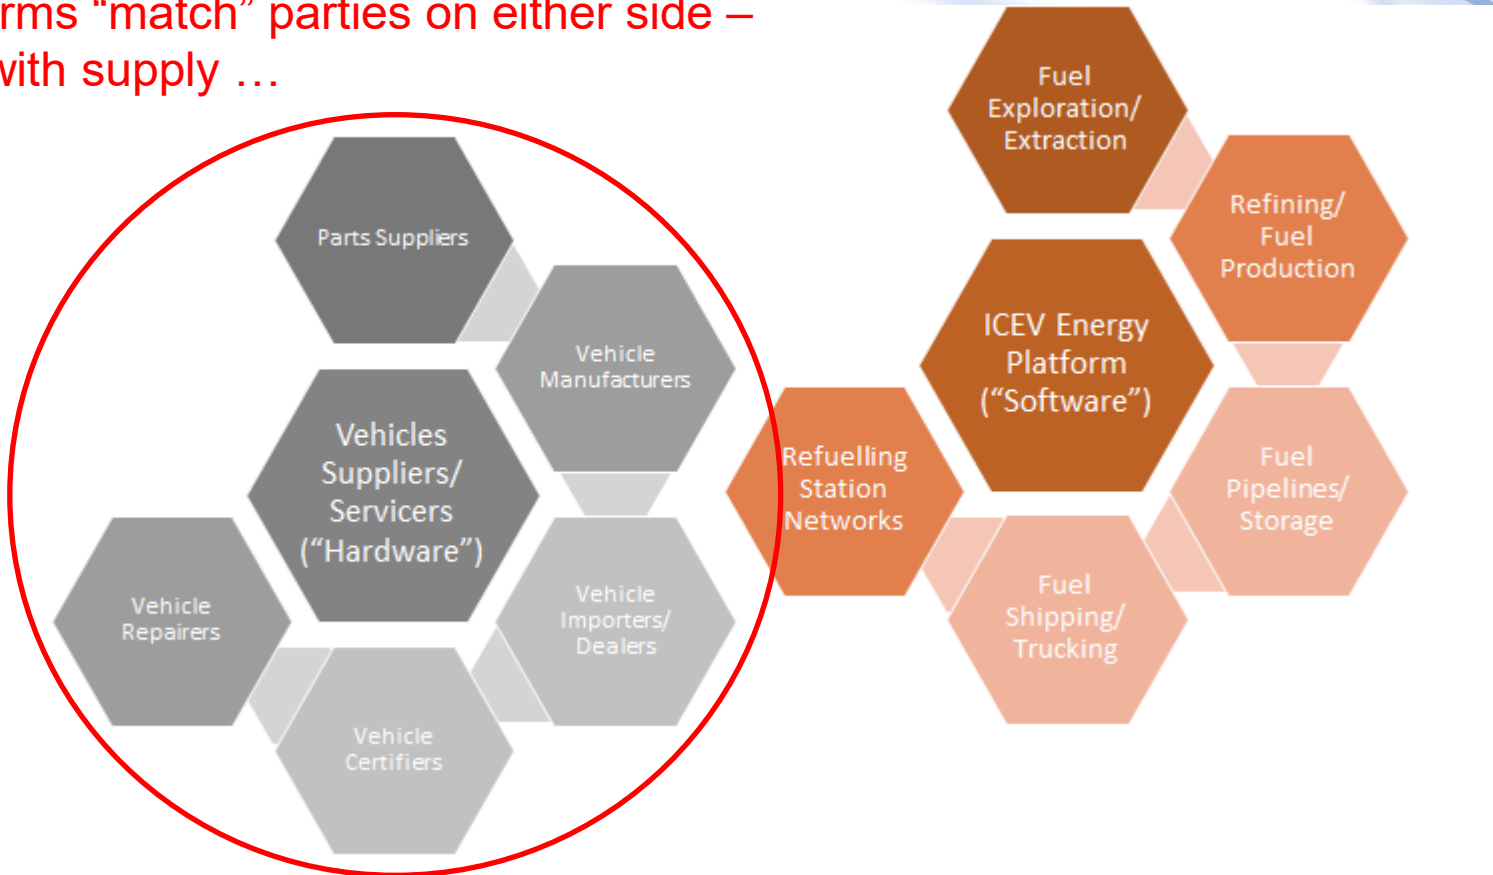 rms “match” parties on either side –
with supply …
Parts Suppliers
Vehicle
Manufacturers
Vehicles
Suppliers/
Servicers
(“Hardware”)
Vehicle
Importers/
Dealers
Vehicle
Certifiers
Vehicle
Repairers
Fuel
Exploration/
Extraction
Refining/
Fuel
Production
ICEV Energy
Platform
(“Software”)
Fuel
Pipelines/
Storage
Fuel
Shipping/
Trucking
Refuelling
Station
Networks